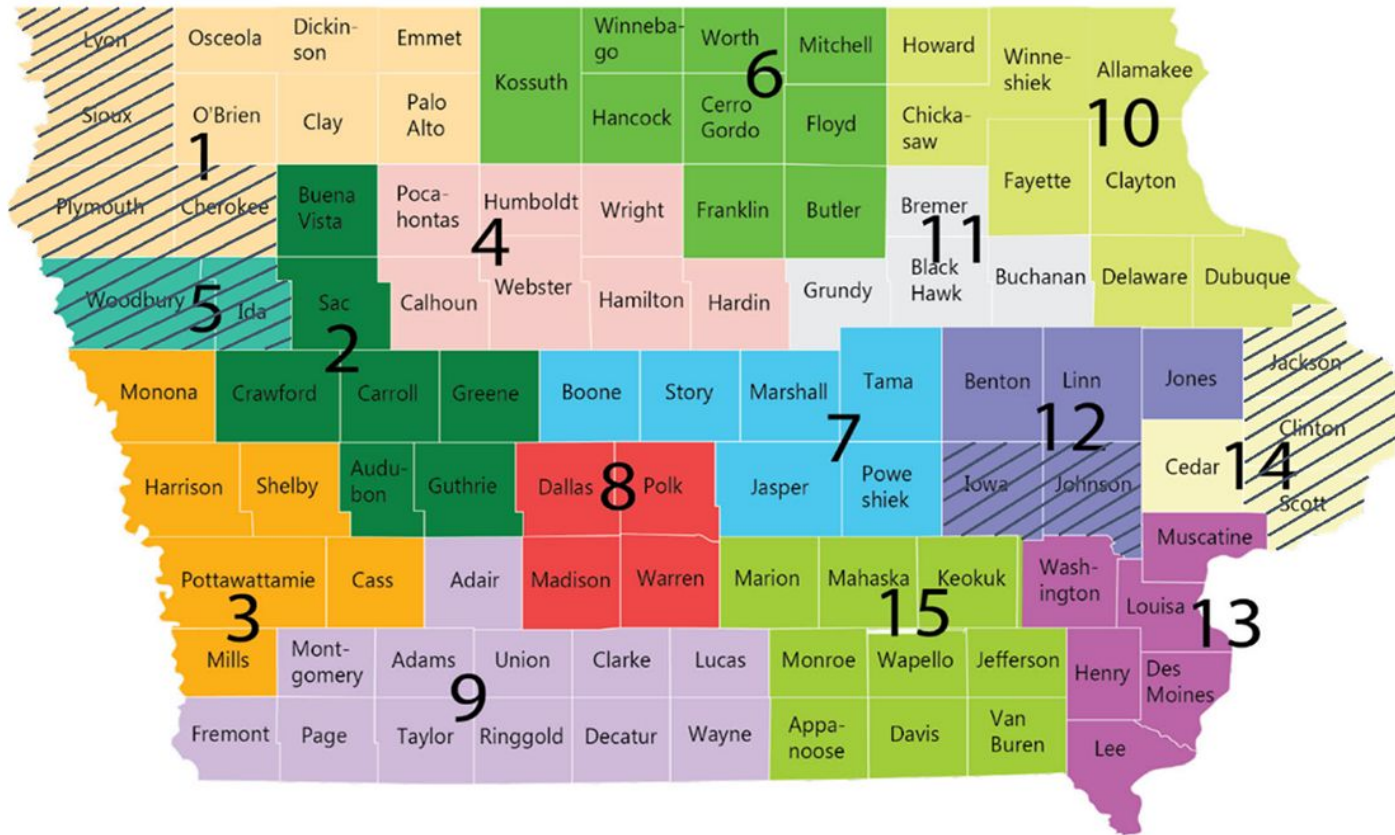 Lyon
Osceola
Dickin-
son
Emmet
Kossuth
Winneba-
go
Worth
Mitchell
Howard
Winne-
shiek
Allamakee
6
Sioux
O'Brien
Clay
Palo
Alto
Hancock
Cerro
Gordo
Floyd
Chicka-
saw
10
1
Plymouth
Cherokee
Buena
Vista
Poca-
hontas
Humboldt
Wright
Franklin
Butler
Bremer
Fayette
Clayton
4
11
Woodbury
5
Ida
Sac
Calhoun
Webster
Hamilton
Hardin
Grundy
Black
Hawk
Buchanan
Delaware
Dubuque
2
Monona
Crawford
Carroll
Greene
Boone
Story
Marshall
Tama
Benton
Linn
Jones
Jackson
7
12
Clinton
Harrison
Shelby
Audu-
bon
Guthrie
Dallas
8
Polk
Jasper
Powe
shiek
Iowa
Johnson
Cedar
14
Scott
Pottawattamie
Cass
Adair
Madison
Warren
Marion
Mahaska
Keokuk
Wash-
ington
Muscatine
Louisa
3
15
13
Mills
Mont-
gomery
Adams
Union
Clarke
Lucas
Monroe
Wapello
Jefferson
Henry
Des
Moines
9
Fremont
Page
Taylor
Ringgold
Decatur
Wayne
Appa-
noose
Davis
Van
Buren
Lee